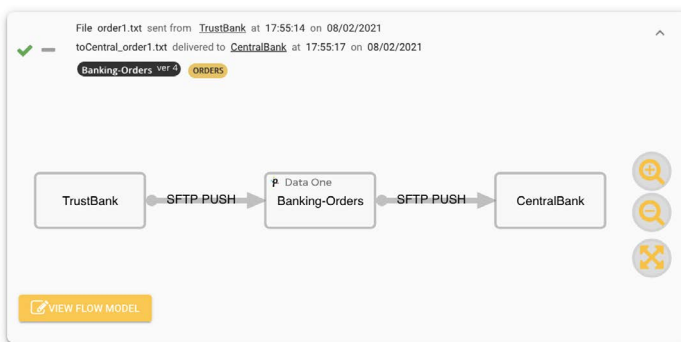 File order1.txt sent from TrustBank at 17:55:14 on 08/02/2021
toCentral_order1.txt delivered to CentralBank at 17:55:17 on 08/02/2021
Banking-Orders ver 4 ORDERS
Data One
TrustBank SFTP PUSH Banking-Orders SFTP PUSH CentralBank
VIEW FLOW MODEL